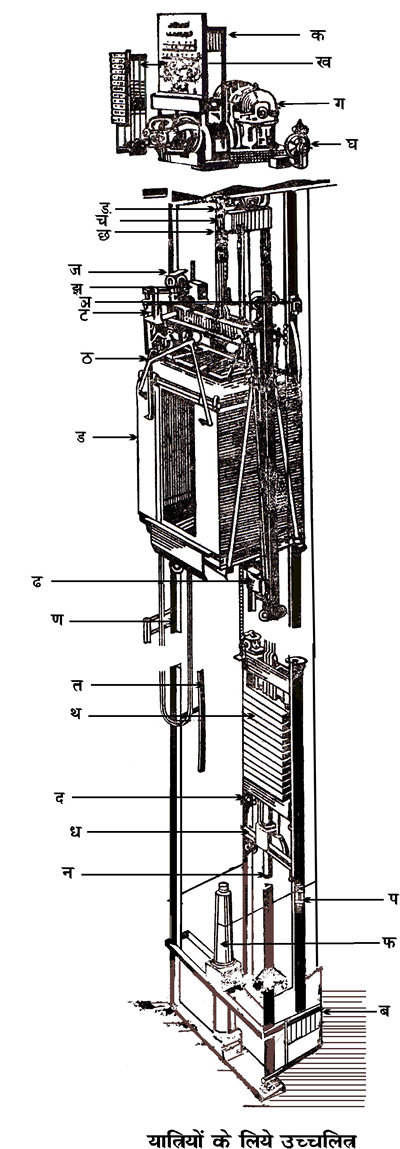 क
ख
ग
घ
ङ
च
छ
ज
झ
ञ
ट
ठ
ड
ढ
ण
त
थ
द
ध
न
प
फ
ब
यात्रियों के लिये उच्चलित्र